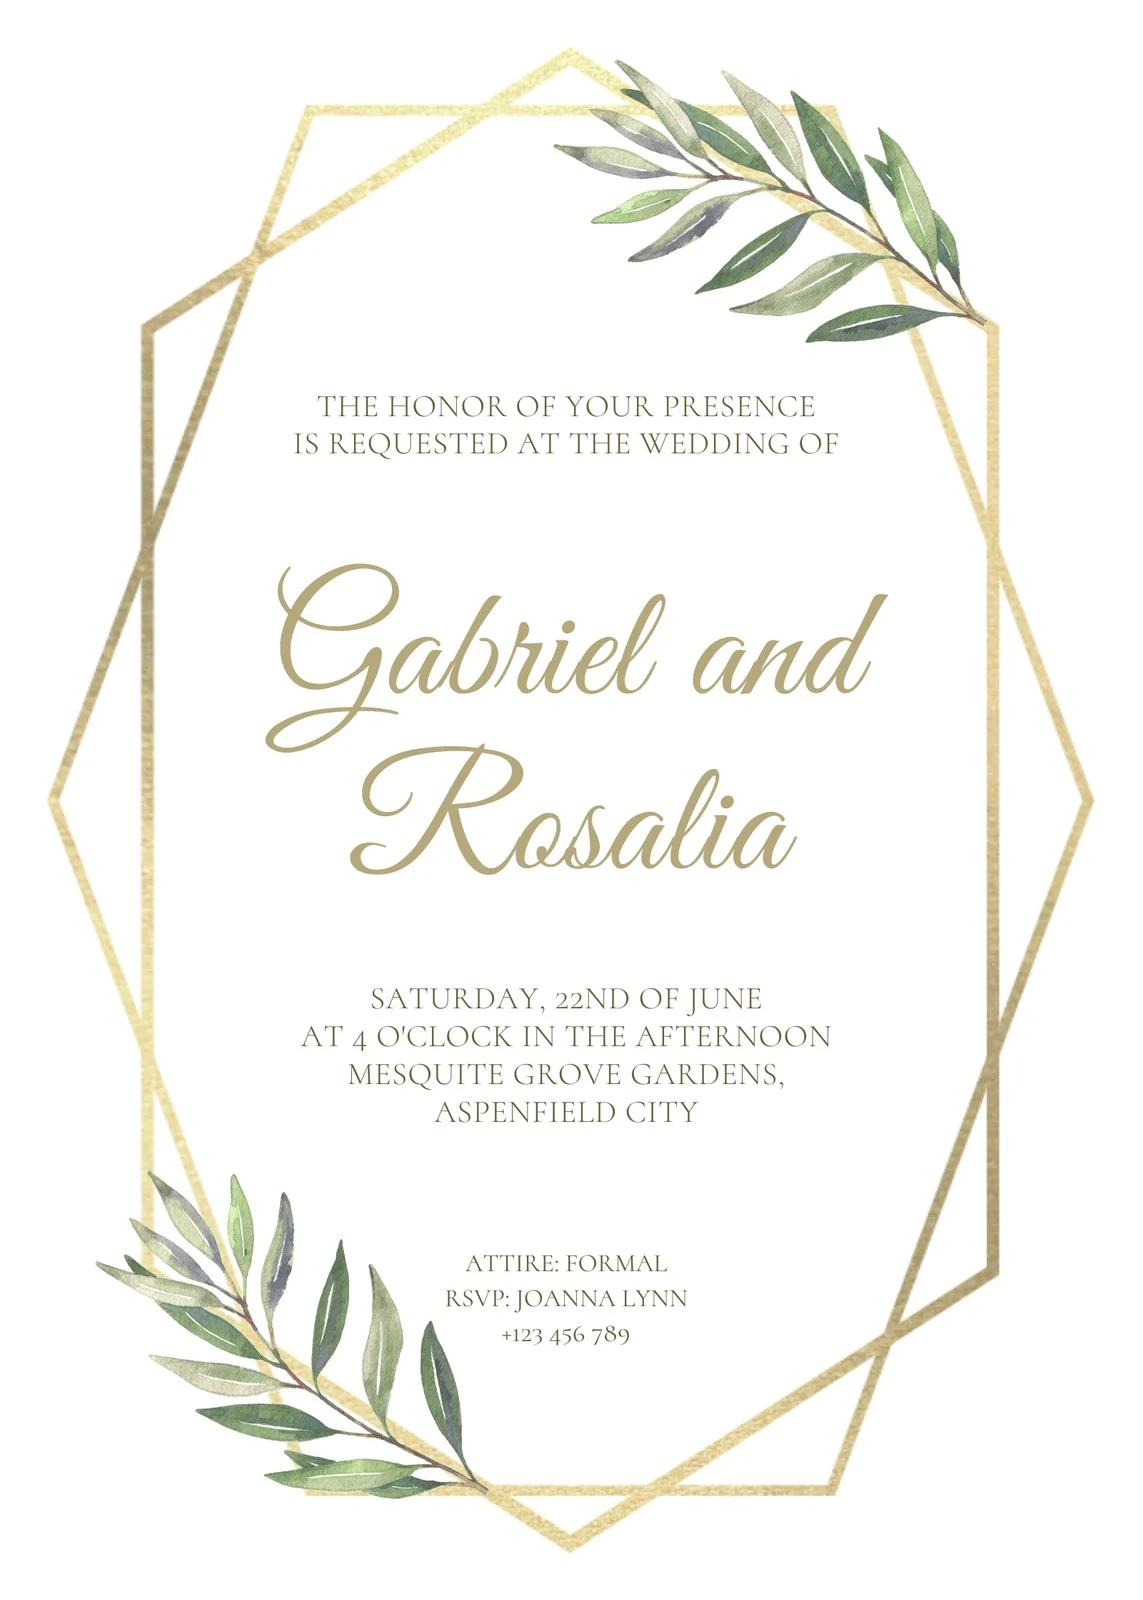 THE HONOR OF YOUR PRESENCE
IS REQUESTED AT THE WEDDING OF
Gabriel and
Rosalia
SATURDAY, 22ND OF JUNE
AT 4 O'CLOCK IN THE AFTERNOON
MESQUITE GROVE GARDENS,
ASPENFIELD CITY
ATTIRE: FORMAL
RSVP: JOANNA LYNN
+123 456 789